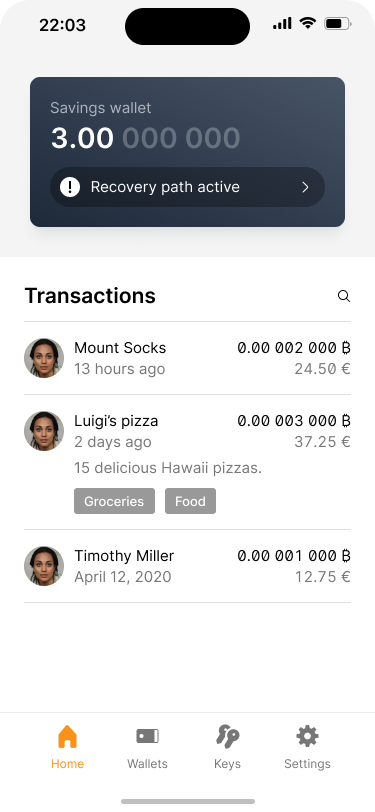 22:03
Savings wallet
3.00 000 000
Recovery path active
Transactions
Mount Socks 0.00 002 000 ₿
13 hours ago 24.50 €
Luigi’s pizza 0.00 003 000 ₿
2 days ago 37.25 €
15 delicious Hawaii pizzas.
Groceries Food
Timothy Miller 0.00 001 000 ₿
April 12, 2020 12.75 €
Home Wallets Keys Settings